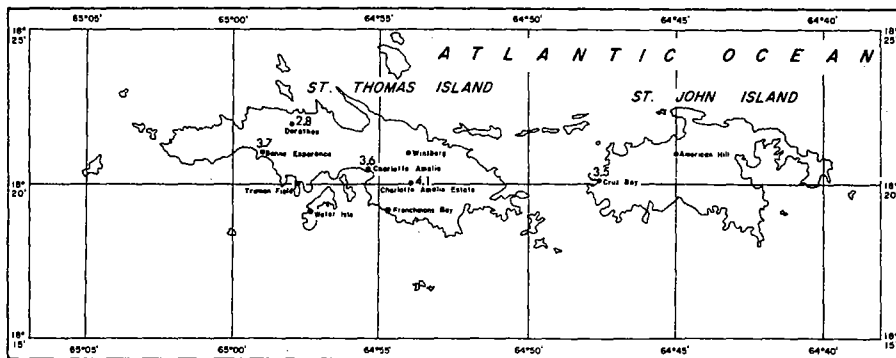 65°05' 65°00' 64°55' 64°50' 64°45' 64°40'
18°
25'
18°
25'
ATLANTIC OCEAN
ST. THOMAS ISLAND
ST. JOHN ISLAND
2.8
Dorothea
3.7
Bonne Esperance
Wintberg
3.6
Charlotte Amalie
4.1
Charlotte Amalie Estate
3.5
Cruz Bay
American Hill
18°
20'
18°
20'
Truman Field
Water Isle
Frenchmans Bay
18°
15'
18°
15'
65°05' 65°00' 64°55' 64°50' 64°45' 64°40'